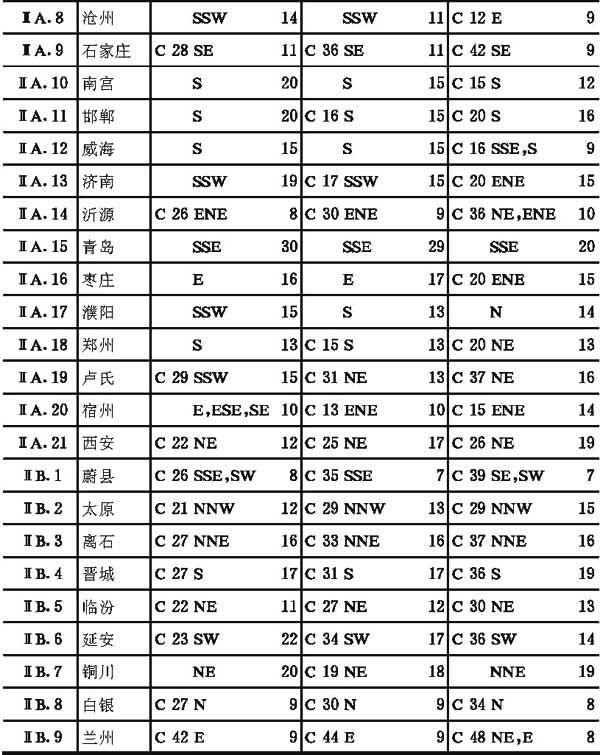 ⅡA.8 沧州 SSW 14 SSW 11 C 12 E 9
ⅡA.9 石家庄 C 28 SE 11 C 36 SE 11 C 42 SE 9
ⅡA.10 南宫 S 20 S 15 C 15 S 12
ⅡA.11 邯郸 S 20 C 16 S 15 C 20 S 16
ⅡA.12 威海 S 15 S 15 C 16 SSE,S 9
ⅡA.13 济南 SSW 19 C 17 SSW 15 C 20 ENE 15
ⅡA.14 沂源 C 26 ENE 8 C 30 ENE 9 C 36 NE,ENE 10
ⅡA.15 青岛 SSE 30 SSE 29 SSE 20
ⅡA.16 枣庄 E 16 E 17 C 20 ENE 15
ⅡA.17 濮阳 SSW 15 S 13 N 14
ⅡA.18 郑州 S 13 C 15 S 13 C 20 NE 13
ⅡA.19 卢氏 C 29 SSW 15 C 31 NE 13 C 37 NE 16
ⅡA.20 宿州 E,ESE,SE 10 C 13 ENE 10 C 15 ENE 14
ⅡA.21 西安 C 22 NE 12 C 25 NE 17 C 26 NE 19
ⅡB.1 蔚县 C 26 SSE,SW 8 C 35 SSE 7 C 39 SE,SW 7
ⅡB.2 太原 C 21 NNW 12 C 29 NNW 13 C 29 NNW 15
ⅡB.3 离石 C 27 NNE 16 C 33 NNE 16 C 37 NNE 16
ⅡB.4 晋城 C 27 S 17 C 31 S 17 C 36 S 19
ⅡB.5 临汾 C 22 NE 11 C 27 NE 12 C 30 NE 13
ⅡB.6 延安 C 23 SW 22 C 34 SW 17 C 36 SW 14
ⅡB.7 铜川 NE 20 C 19 NE 18 NNE 19
ⅡB.8 白银 C 27 N 9 C 30 N 9 C 34 N 8
ⅡB.9 兰州 C 42 E 9 C 44 E 9 C 48 NE,E 8